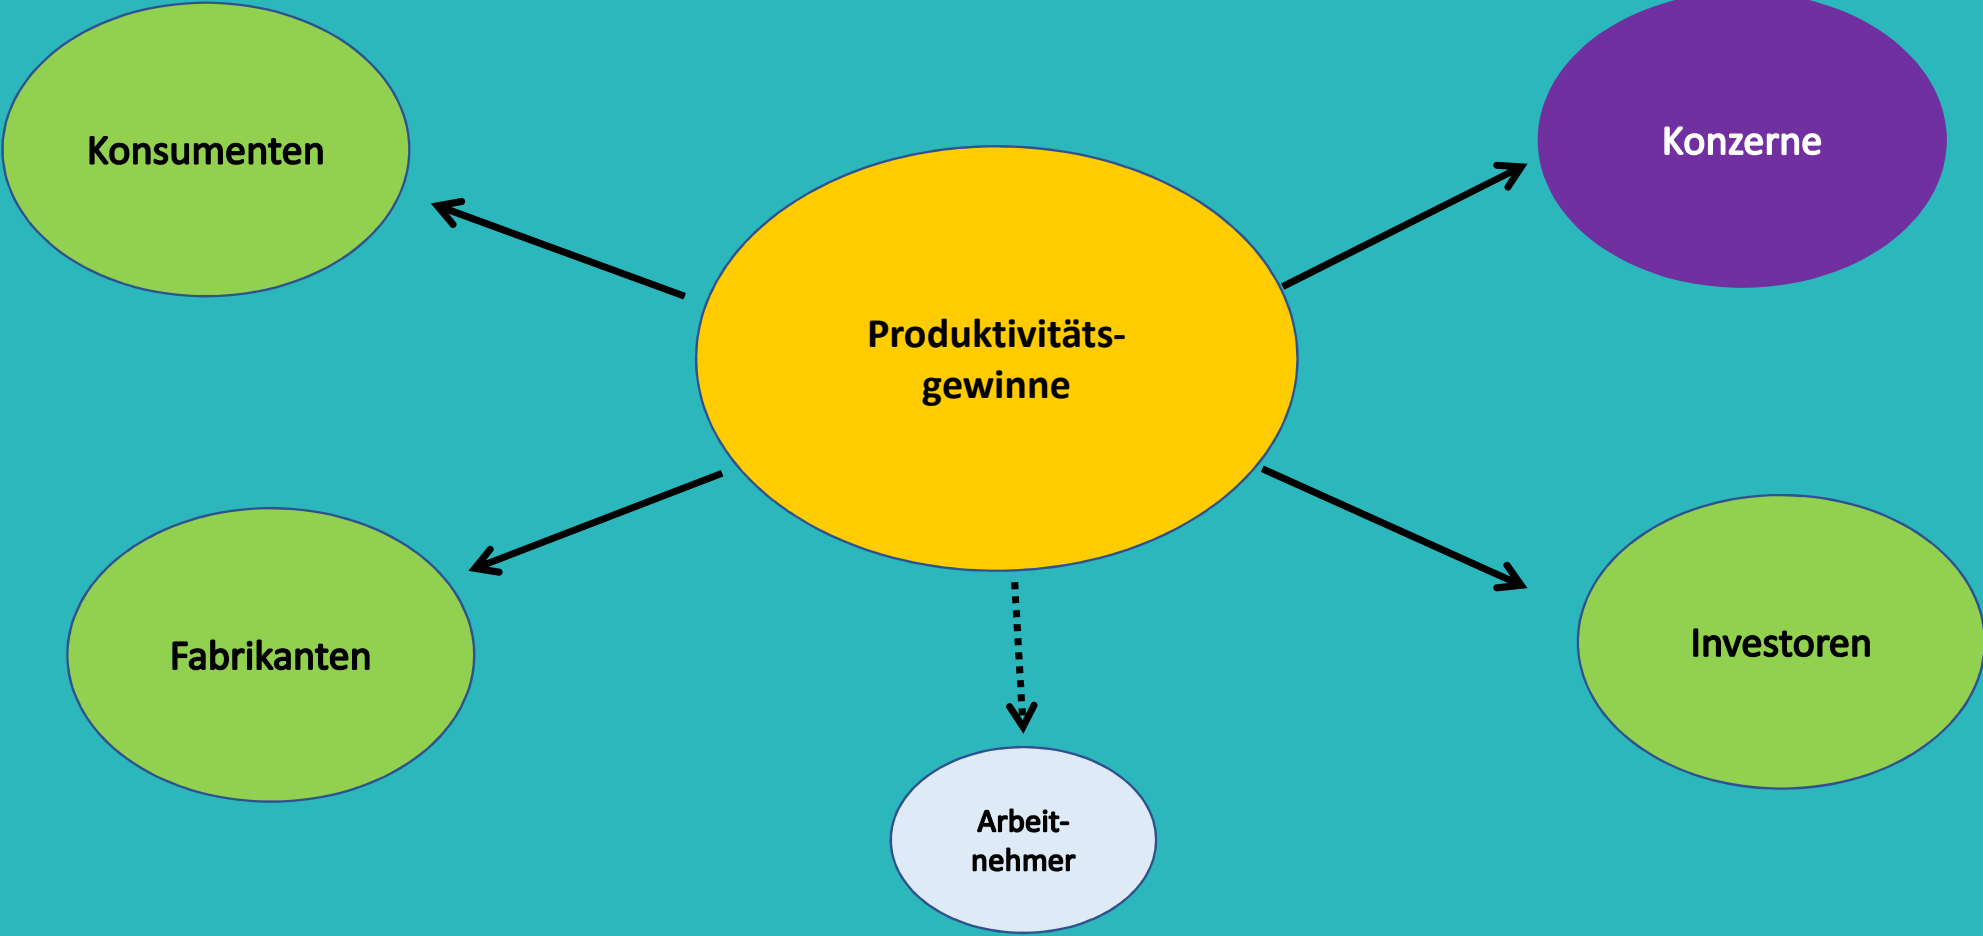 Konsumenten
Konzerne
Produktivitäts-
gewinne
Fabrikanten
Investoren
Arbeit-
nehmer